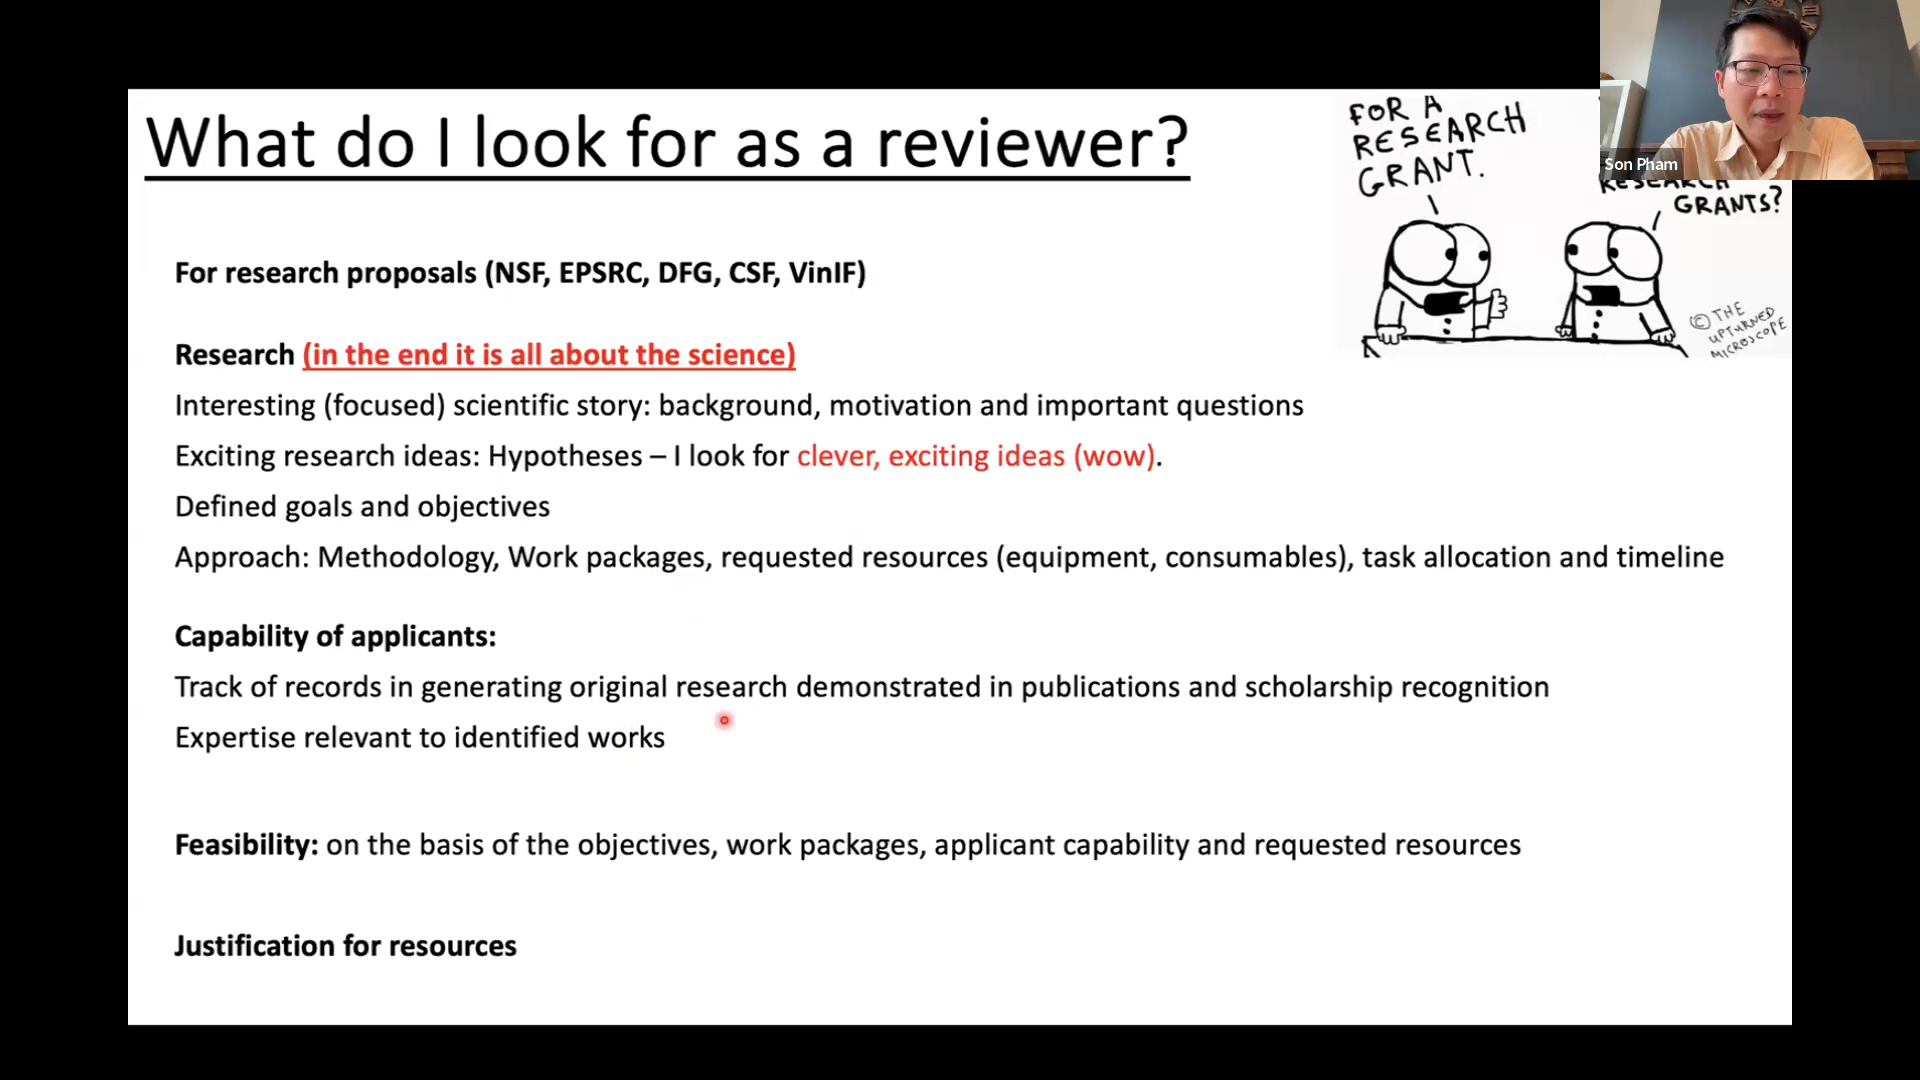 What do I look for as a reviewer?
FOR A
RESEARCH
GRANT.
Son Pham
RESEARCH
GRANTS?
© THE
UPTURNED
MICROSCOPE
For research proposals (NSF, EPSRC, DFG, CSF, VinIF)
Research (in the end it is all about the science)
Interesting (focused) scientific story: background, motivation and important questions
Exciting research ideas: Hypotheses – I look for clever, exciting ideas (wow).
Defined goals and objectives
Approach: Methodology, Work packages, requested resources (equipment, consumables), task allocation and timeline
Capability of applicants:
Track of records in generating original research demonstrated in publications and scholarship recognition
Expertise relevant to identified works
Feasibility: on the basis of the objectives, work packages, applicant capability and requested resources
Justification for resources